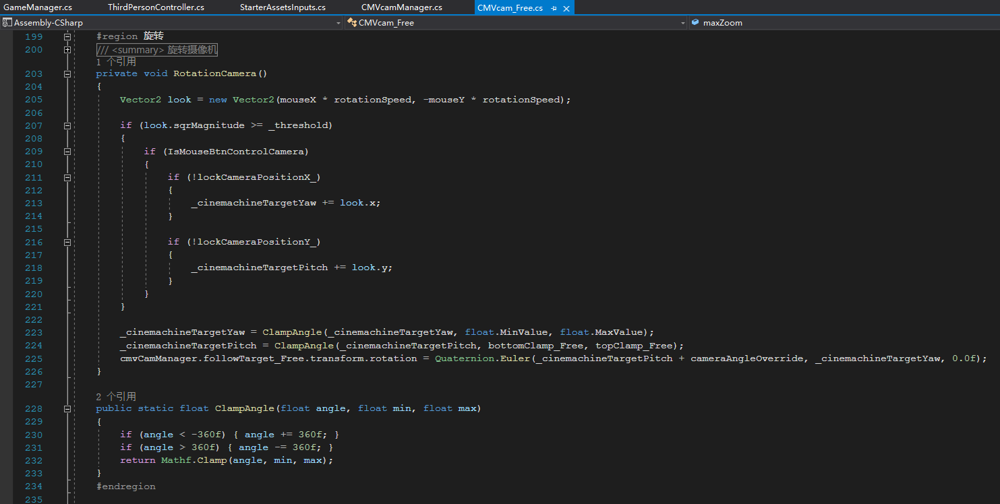 GameManager.cs ThirdPersonController.cs StarterAssetsInputs.cs CMVcamManager.cs CMVcam_Free.cs
Assembly-CSharp CMVcam_Free maxZoom
199 #region 旋转
200 /// <summary> 旋转摄像机
1 个引用
203 private void RotationCamera()
204 {
205 Vector2 look = new Vector2(mouseX * rotationSpeed, -mouseY * rotationSpeed);
206
207 if (look.sqrMagnitude >= _threshold)
208 {
209 if (IsMouseBtnControlCamera)
210 {
211 if (!lockCameraPositionX_)
212 {
213 _cinemachineTargetYaw += look.x;
214 }
215
216 if (!lockCameraPositionY_)
217 {
218 _cinemachineTargetPitch += look.y;
219 }
220 }
221 }
222
223 _cinemachineTargetYaw = ClampAngle(_cinemachineTargetYaw, float.MinValue, float.MaxValue);
224 _cinemachineTargetPitch = ClampAngle(_cinemachineTargetPitch, bottomClamp_Free, topClamp_Free);
225 cmvCamManager.followTarget_Free.transform.rotation = Quaternion.Euler(_cinemachineTargetPitch + cameraAngleOverride, _cinemachineTargetYaw, 0.0f);
226 }
227
2 个引用
228 public static float ClampAngle(float angle, float min, float max)
229 {
230 if (angle < -360f) { angle += 360f; }
231 if (angle > 360f) { angle -= 360f; }
232 return Mathf.Clamp(angle, min, max);
233 }
234 #endregion
235